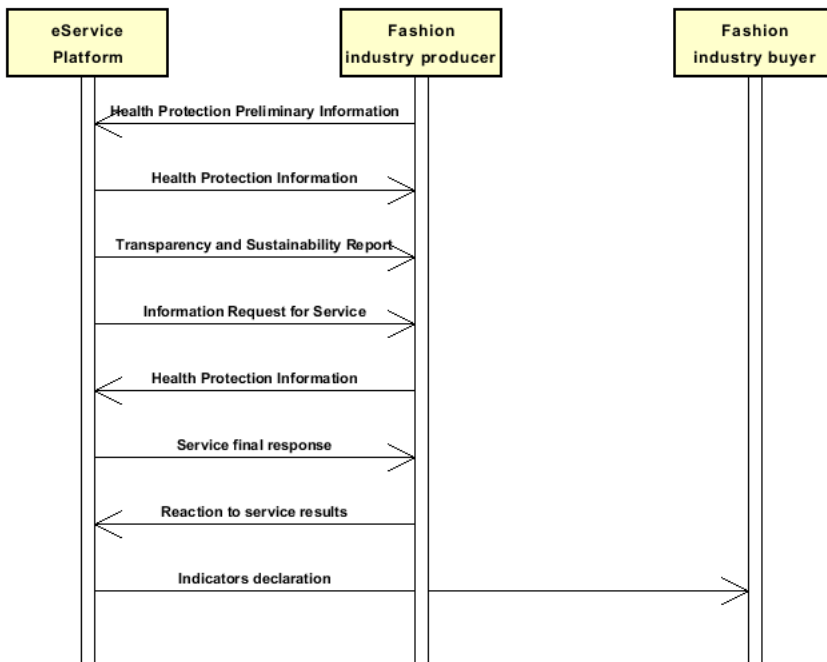 eService
Platform
Fashion
industry producer
Fashion
industry buyer
Health Protection Preliminary Information
Health Protection Information
Transparency and Sustainability Report
Information Request for Service
Health Protection Information
Service final response
Reaction to service results
Indicators declaration